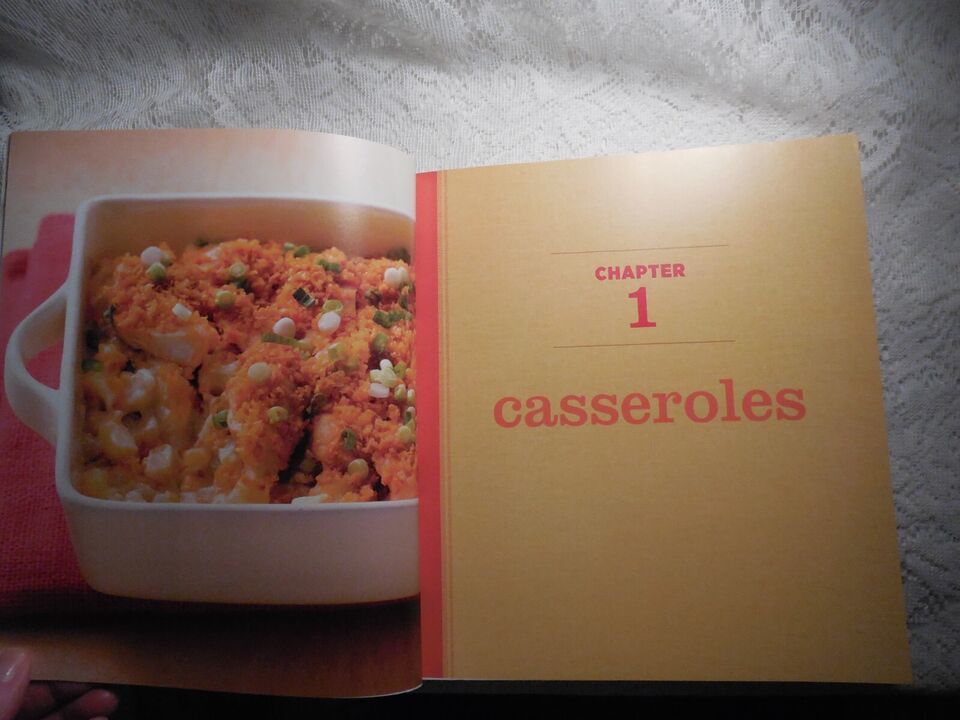 CHAPTER
1
casseroles